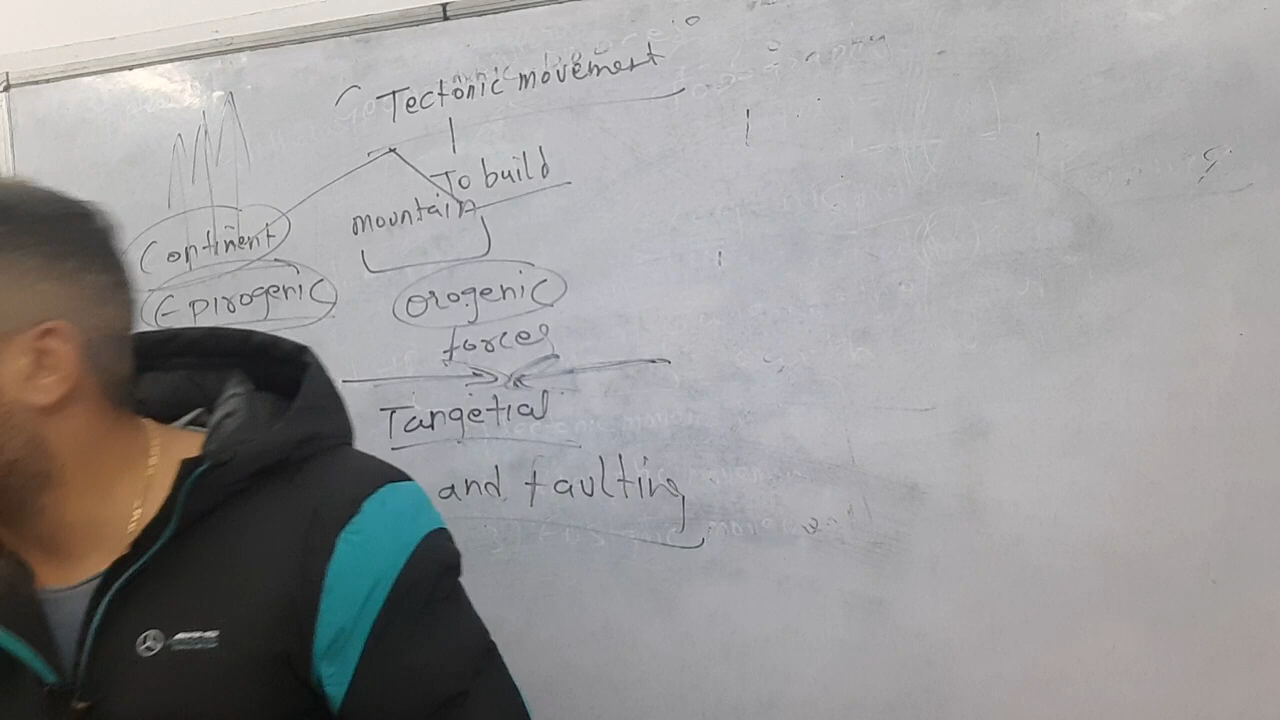 Tectonic movement
To build
mountain
Continent
Epirogenic
Orogenic
forces
Tangetial
and faulting